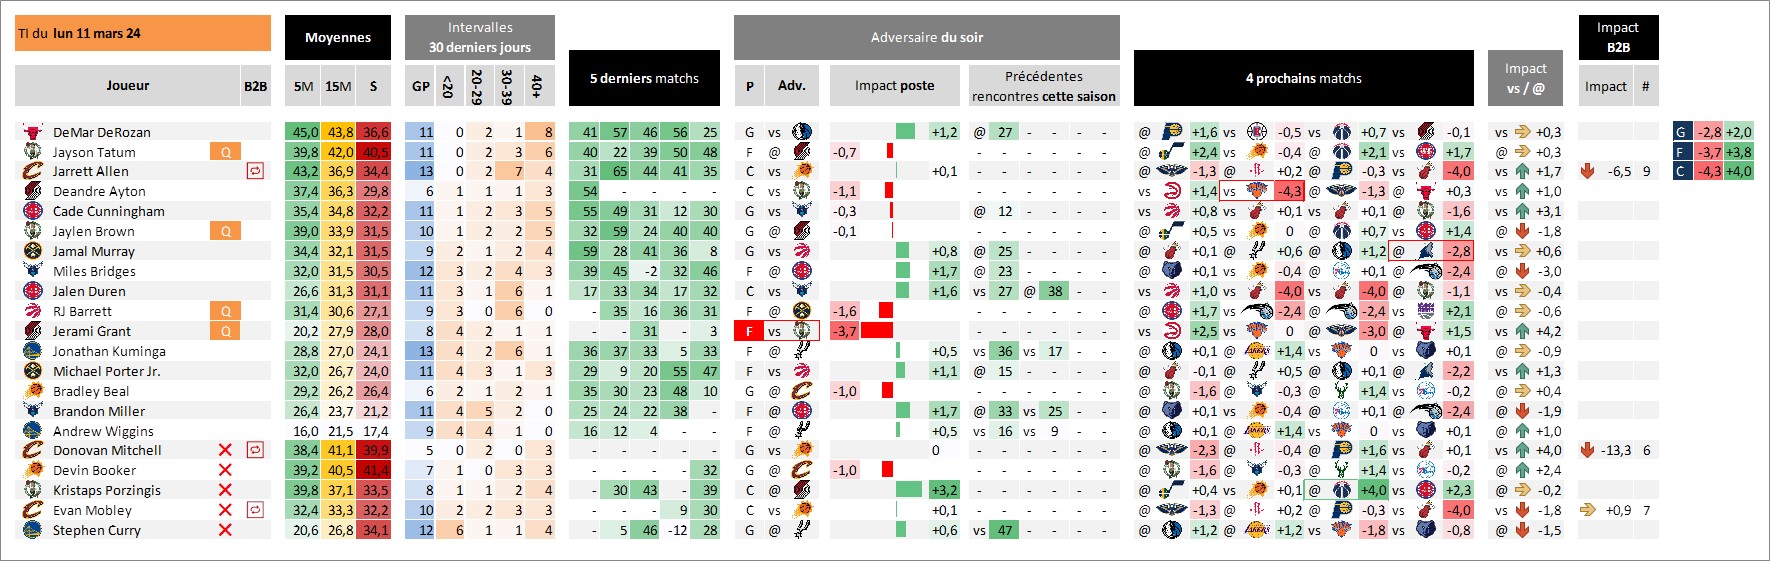 TI du lun 11 mars 24
Moyennes
Intervalles
30 derniers jours
5 derniers matchs
Adversaire du soir
4 prochains matchs
Impact
vs / @
Impact
B2B
Joueur B2B 5M 15M S GP <20 20-29 30-39 40+ P Adv. Impact poste Précédentes rencontres cette saison Impact #
DeMar DeRozan 45,0 43,8 36,6 11 0 2 1 8 41 57 46 56 25 G vs +1,2 @ 27 - - - - @ +1,6 vs -0,5 vs +0,7 vs -0,1 vs +0,3 G -2,8 +2,0
Jayson Tatum Q 39,8 42,0 40,5 11 0 2 3 6 40 22 39 50 48 F @ -0,7 - - - - - - @ +2,4 vs -0,4 @ +2,1 vs +1,7 @ +0,3 F -3,7 +3,8
Jarrett Allen 43,2 36,9 34,4 13 0 2 7 4 31 65 44 41 35 C vs +0,1 - - - - - - @ -1,3 @ +0,2 @ -0,3 vs -4,0 vs +1,7 -6,5 9 C -4,3 +4,0
Deandre Ayton 37,4 36,3 29,8 6 1 1 1 3 54 - - - - C vs -1,1 - - - - - - vs +1,4 vs -4,3 @ -1,3 @ +0,3 vs +1,0
Cade Cunningham 35,4 34,8 32,2 11 1 2 3 5 55 49 31 12 30 G vs -0,3 @ 12 - - - - vs +0,8 vs +0,1 vs +0,1 @ -1,6 vs +3,1
Jaylen Brown Q 39,0 33,9 31,5 10 1 2 2 5 32 59 24 40 40 G @ -0,1 - - - - - - @ +0,5 vs 0 @ +0,7 vs +1,4 @ -1,8
Jamal Murray 34,4 32,1 31,5 9 2 1 2 4 59 28 41 36 8 G vs +0,8 @ 25 - - - - @ +0,1 @ +0,6 @ +1,2 @ -2,8 vs +0,6
Miles Bridges 32,0 31,5 30,5 12 3 2 4 3 39 45 -2 32 46 F @ +1,7 @ 23 - - - - @ +0,1 vs -0,4 @ +0,1 @ -2,4 @ -3,0
Jalen Duren 26,6 31,3 31,1 11 3 1 6 1 17 33 34 17 32 C vs +1,6 vs 27 @ 38 - - vs +1,0 vs -4,0 vs -4,0 @ -1,1 vs -0,4
RJ Barrett Q 31,4 30,6 27,1 9 3 0 6 0 - 35 16 36 31 F @ -1,6 - - - - - - @ +1,7 vs -2,4 vs -2,4 vs +2,1 @ -0,6
Jerami Grant Q 20,2 27,9 28,0 8 4 2 1 1 - - 31 - 3 F vs -3,7 - - - - - - vs +2,5 vs 0 @ -3,0 @ +1,5 vs +4,2
Jonathan Kuminga 28,8 27,0 24,1 13 4 2 6 1 36 37 33 5 33 F @ +0,5 vs 36 vs 17 - - @ +0,1 @ +1,4 vs 0 vs +0,1 @ -0,9
Michael Porter Jr. 32,0 26,7 24,0 11 4 3 1 3 29 9 20 55 47 F vs +1,1 @ 15 - - - - @ -0,1 @ +0,5 @ +0,1 @ -2,2 vs +1,3
Bradley Beal 29,2 26,2 26,4 6 2 1 2 1 35 30 23 48 10 G @ -1,0 - - - - - - @ -1,6 @ -0,3 @ +1,4 vs -0,2 @ +0,4
Brandon Miller 26,4 23,7 21,2 11 4 5 2 0 25 24 22 38 - F @ +1,7 @ 33 vs 25 - - @ +0,1 vs -0,4 @ +0,1 @ -2,4 @ -1,9
Andrew Wiggins 16,0 21,5 17,4 9 4 4 1 0 16 12 4 - - F @ +0,5 vs 16 vs 9 - - @ +0,1 @ +1,4 vs 0 vs +0,1 @ +1,0
Donovan Mitchell 38,4 41,1 39,9 5 0 2 0 3 - - - - - G vs 0 - - - - - - @ -2,3 @ -0,4 @ +1,6 vs +0,1 vs +4,0 -13,3 6
Devin Booker 39,2 40,5 41,4 7 1 0 3 3 - - - - 32 G @ -1,0 - - - - - - @ -1,6 @ -0,3 @ +1,4 vs -0,2 @ +2,4
Kristaps Porzingis 39,8 37,1 33,5 8 1 1 2 4 - 30 43 - 39 C @ +3,2 - - - - - - @ +0,4 vs +0,1 @ +4,0 vs +2,3 @ -0,2
Evan Mobley 32,4 33,3 32,2 10 2 2 3 3 - - - 9 30 C vs +0,1 - - - - - - @ -1,3 @ +0,2 @ -0,3 vs -4,0 vs -1,8 +0,9 7
Stephen Curry 20,6 26,8 34,1 12 6 1 1 4 - 5 46 -12 28 G @ +0,6 vs 47 - - - - @ +1,2 @ +1,2 vs -1,8 vs -0,8 @ -1,5